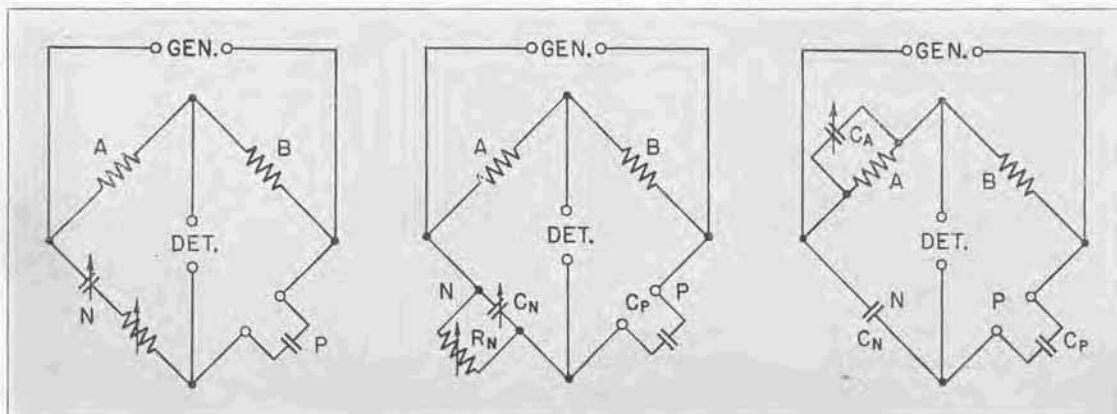 GEN.
A
B
DET.
N
P
GEN.
A
B
DET.
N
C_N
R_N
C_P
P
GEN.
C_A
A
B
DET.
N
C_N
P
C_P